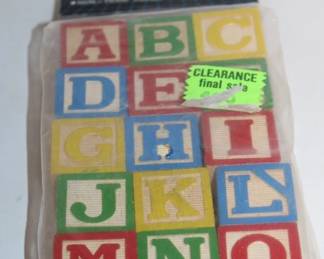 A B C
D E
CLEARANCE
final sale
G H I
J K L
M N O